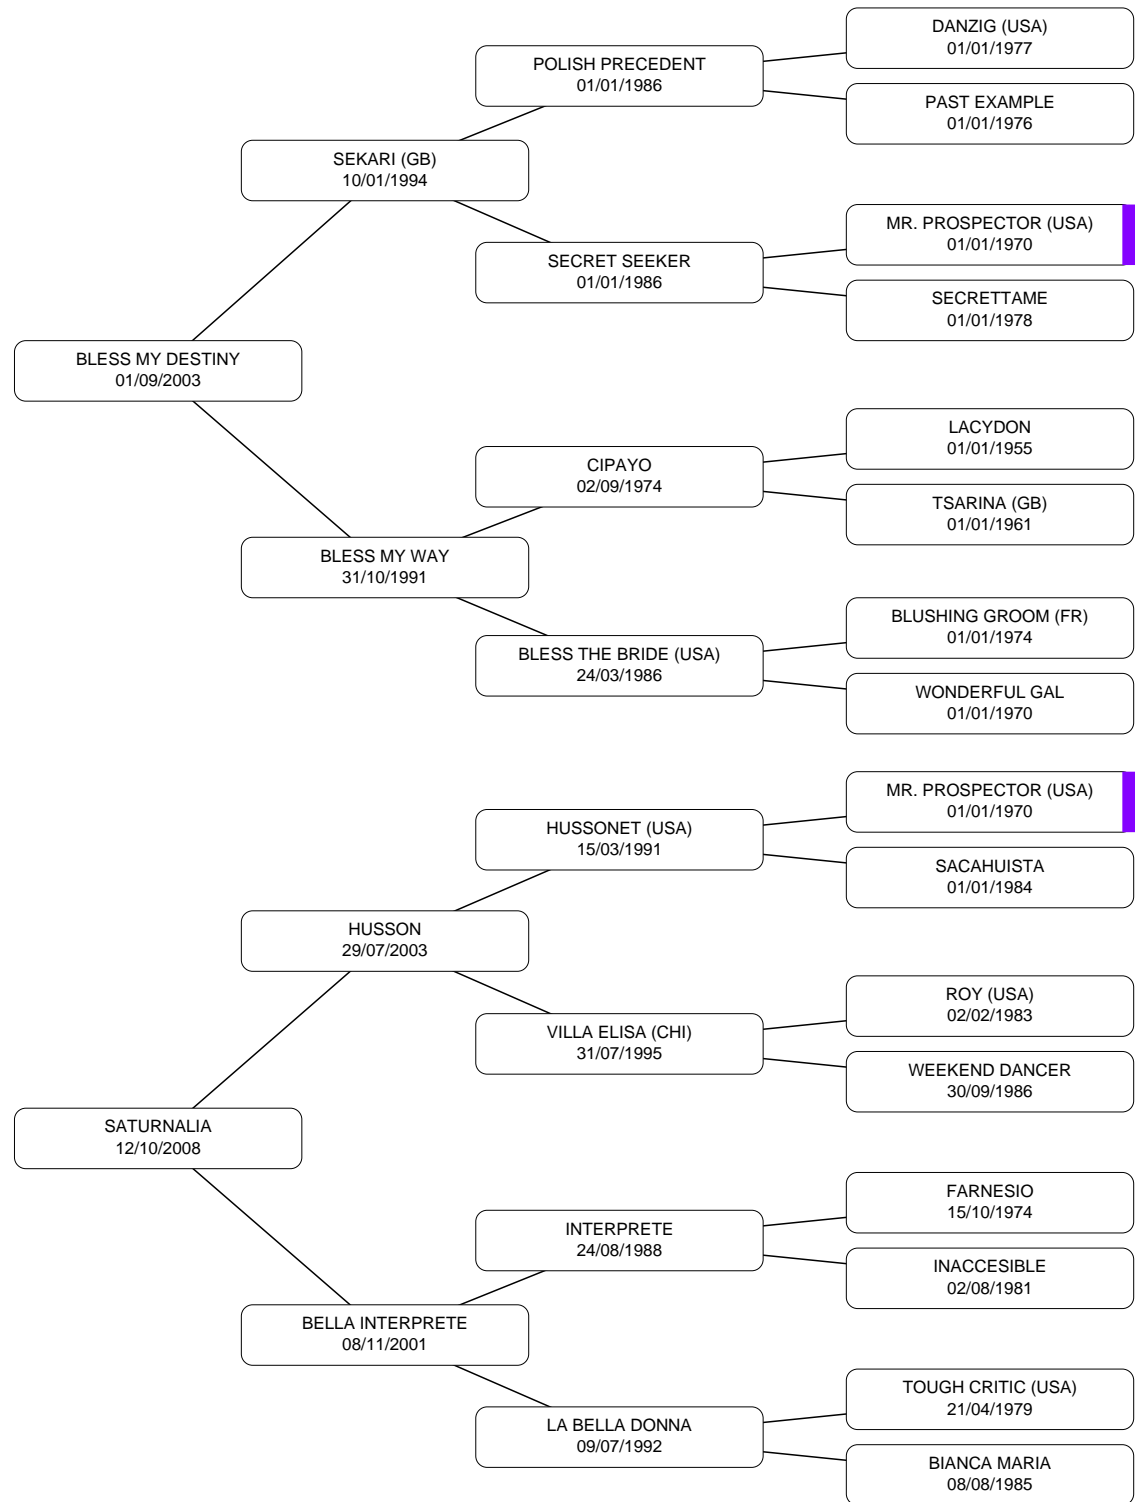 DANZIG (USA)
01/01/1977
POLISH PRECEDENT
01/01/1986
PAST EXAMPLE
01/01/1976
SEKARI (GB)
10/01/1994
MR. PROSPECTOR (USA)
01/01/1970
SECRET SEEKER
01/01/1986
SECRETTAME
01/01/1978
BLESS MY DESTINY
01/09/2003
LACYDON
01/01/1955
CIPAYO
02/09/1974
TSARINA (GB)
01/01/1961
BLESS MY WAY
31/10/1991
BLUSHING GROOM (FR)
01/01/1974
BLESS THE BRIDE (USA)
24/03/1986
WONDERFUL GAL
01/01/1970
MR. PROSPECTOR (USA)
01/01/1970
HUSSONET (USA)
15/03/1991
SACAHUISTA
01/01/1984
HUSSON
29/07/2003
ROY (USA)
02/02/1983
VILLA ELISA (CHI)
31/07/1995
WEEKEND DANCER
30/09/1986
SATURNALIA
12/10/2008
FARNESIO
15/10/1974
INTERPRETE
24/08/1988
INACCESIBLE
02/08/1981
BELLA INTERPRETE
08/11/2001
TOUGH CRITIC (USA)
21/04/1979
LA BELLA DONNA
09/07/1992
BIANCA MARIA
08/08/1985